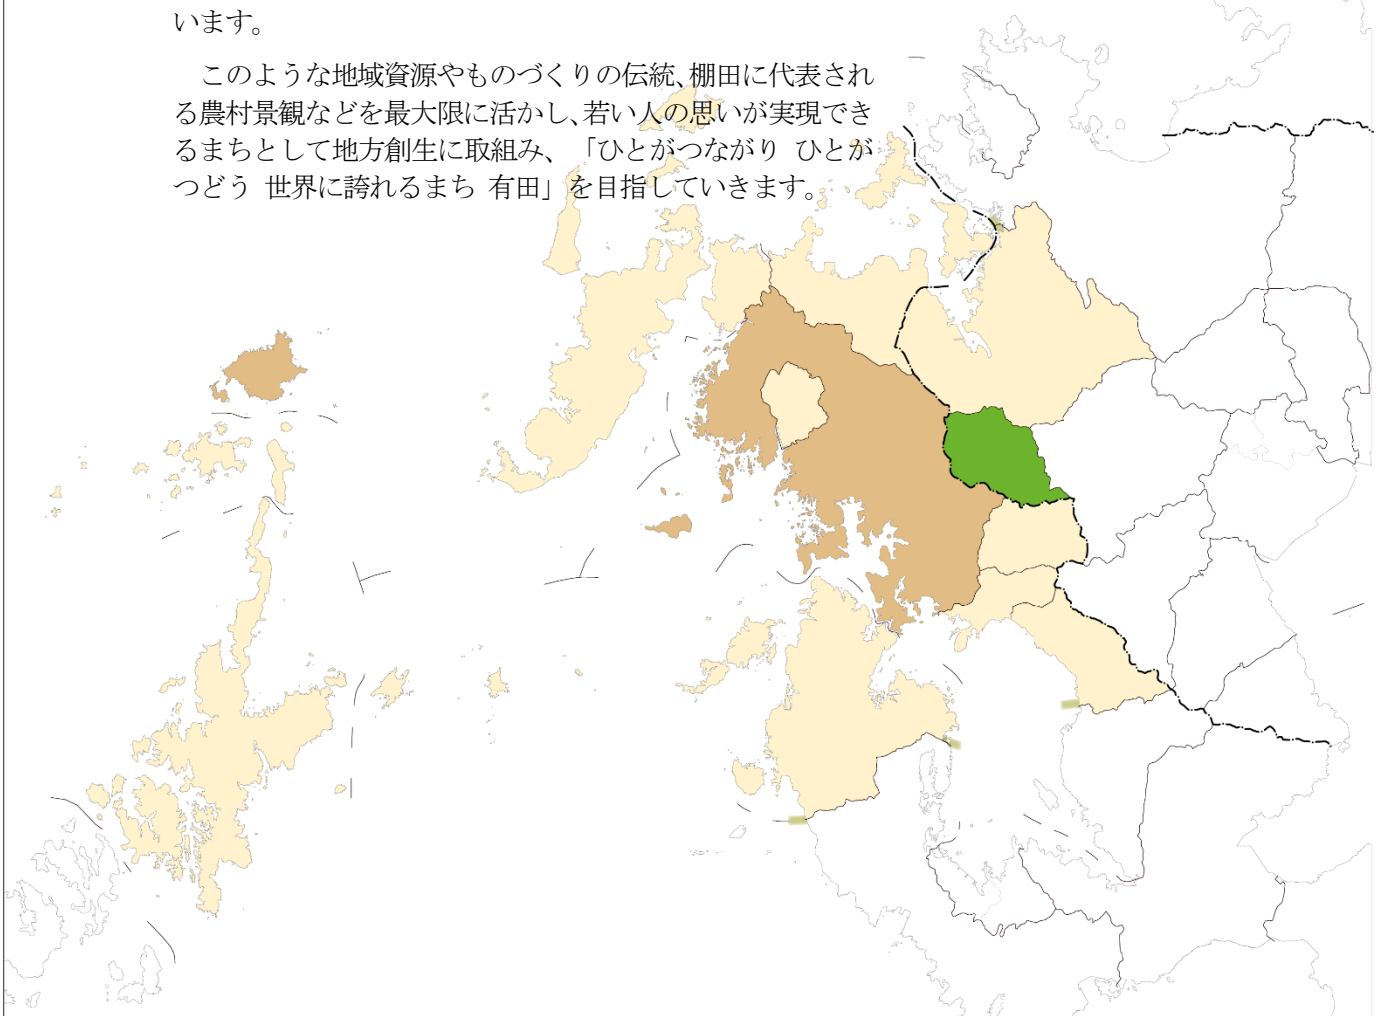 います。
このような地域資源やものづくりの伝統、棚田に代表され
る農村景観などを最大限に活かし、若い人の思いが実現でき
るまちとして地方創生に取組み、「ひとがつながり ひとが
つどう 世界に誇れるまち 有田」を目指していきます。